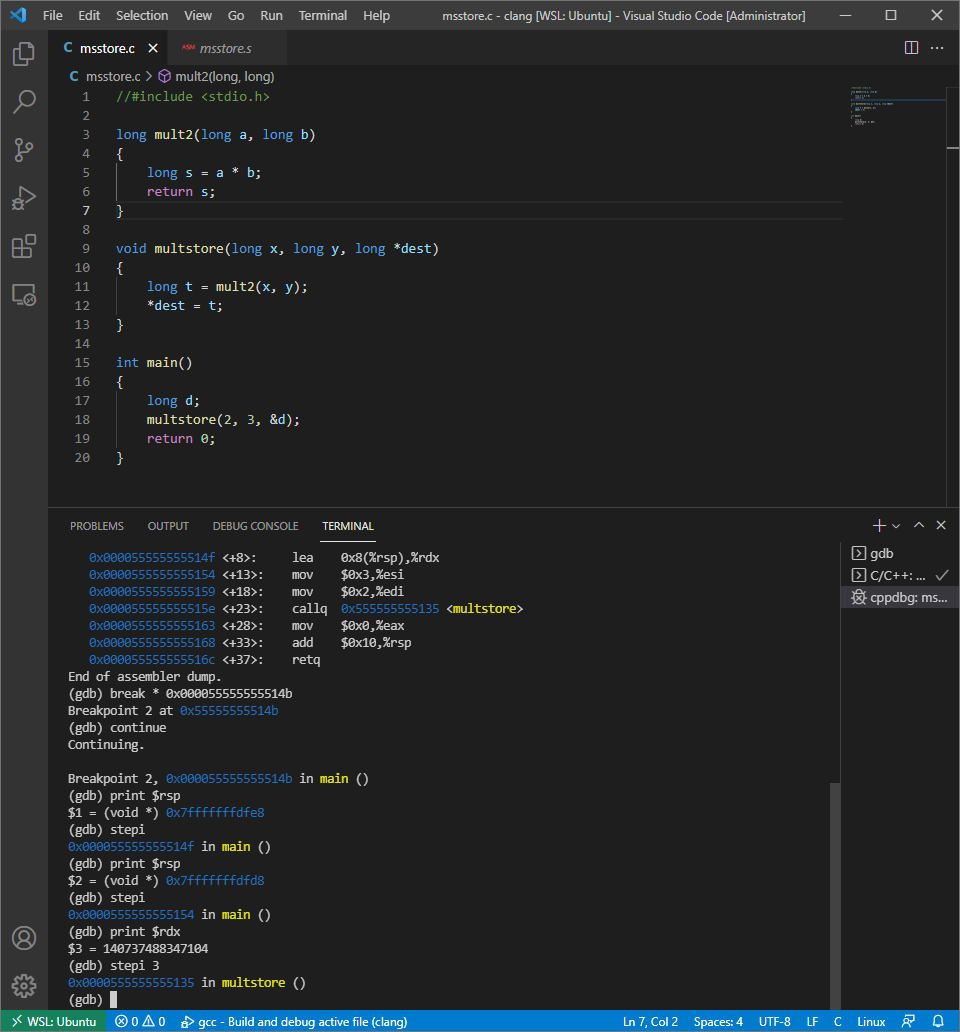 File Edit Selection View Go Run Terminal Help msstore.c - clang [WSL: Ubuntu] - Visual Studio Code [Administrator]
C msstore.c ASM msstore.s
C msstore.c > mult2(long, long)
1 //#include <stdio.h>
2
3 long mult2(long a, long b)
4 {
5 long s = a * b;
6 return s;
7 }
8
9 void multstore(long x, long y, long *dest)
10 {
11 long t = mult2(x, y);
12 *dest = t;
13 }
14
15 int main()
16 {
17 long d;
18 multstore(2, 3, &d);
19 return 0;
20 }
PROBLEMS OUTPUT DEBUG CONSOLE TERMINAL
0x000055555555514f <+8>: lea 0x8(%rsp),%rdx
0x0000555555555154 <+13>: mov $0x3,%esi
0x0000555555555159 <+18>: mov $0x2,%edi
0x000055555555515e <+23>: callq 0x555555555135 <multstore>
0x0000555555555163 <+28>: mov $0x0,%eax
0x0000555555555168 <+33>: add $0x10,%rsp
0x000055555555516c <+37>: retq
End of assembler dump.
(gdb) break * 0x000055555555514b
Breakpoint 2 at 0x55555555514b
(gdb) continue
Continuing.
Breakpoint 2, 0x000055555555514b in main ()
(gdb) print $rsp
$1 = (void *) 0x7fffffffdfe8
(gdb) stepi
0x000055555555514f in main ()
(gdb) print $rsp
$2 = (void *) 0x7fffffffdfd8
(gdb) stepi
0x0000555555555154 in main ()
(gdb) print $rdx
$3 = 140737488347104
(gdb) stepi 3
0x0000555555555135 in multstore ()
(gdb)
gdb
C/C++: ...
cppdbg: ms...
WSL: Ubuntu 0 0 gcc - Build and debug active file (clang) Ln 7, Col 2 Spaces: 4 UTF-8 LF C Linux